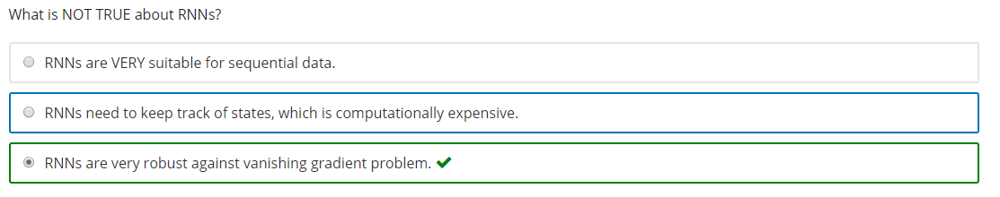 What is NOT TRUE about RNNs?
RNNs are VERY suitable for sequential data.
RNNs need to keep track of states, which is computationally expensive.
RNNs are very robust against vanishing gradient problem.